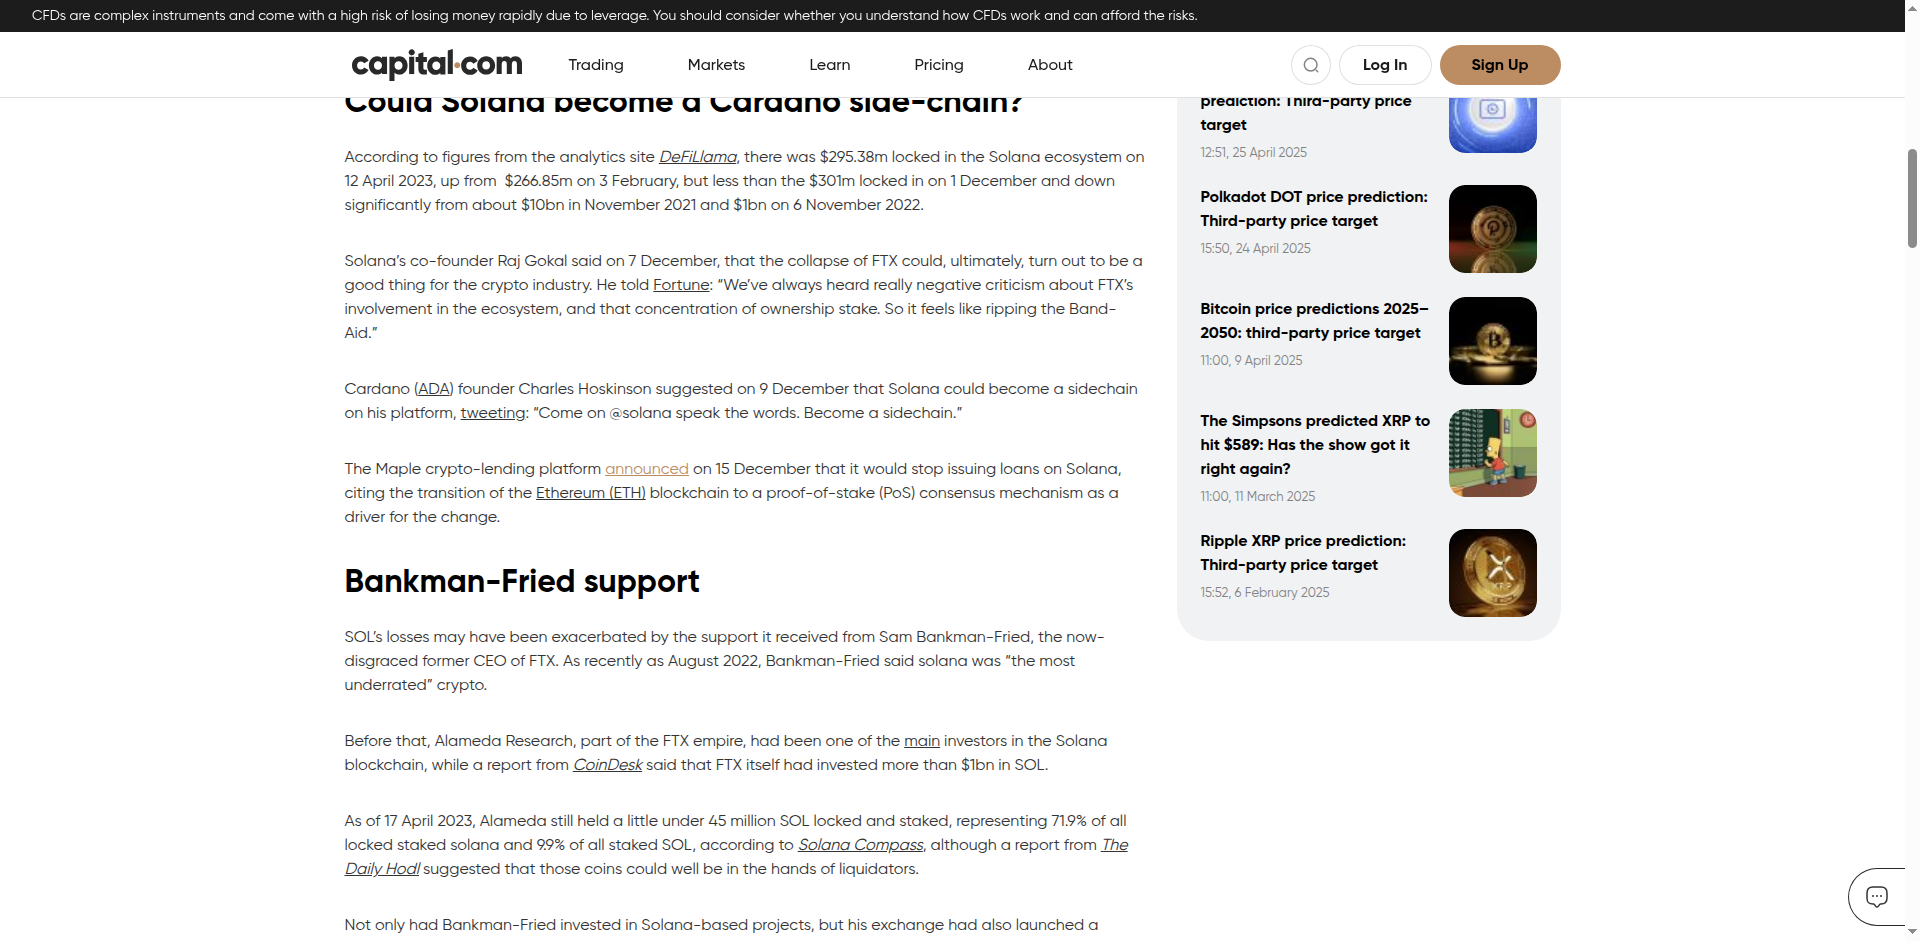 CFDs are complex instruments and come with a high risk of losing money rapidly due to leverage. You should consider whether you understand how CFDs work and can afford the risks.
capital.com
Trading
Markets
Learn
Pricing
About
Log In
Sign Up
Could Solana become a Cardano side-chain?
According to figures from the analytics site DeFiLlama, there was $295.38m locked in the Solana ecosystem on
12 April 2023, up from  $266.85m on 3 February, but less than the $301m locked in on 1 December and down
significantly from about $10bn in November 2021 and $1bn on 6 November 2022.
Solana’s co-founder Raj Gokal said on 7 December, that the collapse of FTX could, ultimately, turn out to be a
good thing for the crypto industry. He told Fortune: “We’ve always heard really negative criticism about FTX’s
involvement in the ecosystem, and that concentration of ownership stake. So it feels like ripping the Band-
Aid.”
Cardano (ADA) founder Charles Hoskinson suggested on 9 December that Solana could become a sidechain
on his platform, tweeting: “Come on @solana speak the words. Become a sidechain.”
The Maple crypto-lending platform announced on 15 December that it would stop issuing loans on Solana,
citing the transition of the Ethereum (ETH) blockchain to a proof-of-stake (PoS) consensus mechanism as a
driver for the change.
Bankman-Fried support
SOL’s losses may have been exacerbated by the support it received from Sam Bankman-Fried, the now-
disgraced former CEO of FTX. As recently as August 2022, Bankman-Fried said solana was “the most
underrated” crypto.
Before that, Alameda Research, part of the FTX empire, had been one of the main investors in the Solana
blockchain, while a report from CoinDesk said that FTX itself had invested more than $1bn in SOL.
As of 17 April 2023, Alameda still held a little under 45 million SOL locked and staked, representing 71.9% of all
locked staked solana and 9.9% of all staked SOL, according to Solana Compass, although a report from The
Daily Hodl suggested that those coins could well be in the hands of liquidators.
Not only had Bankman-Fried invested in Solana-based projects, but his exchange had also launched a
prediction: Third-party price
target
12:51, 25 April 2025
Polkadot DOT price prediction:
Third-party price target
15:50, 24 April 2025
Bitcoin price predictions 2025–
2050: third-party price target
11:00, 9 April 2025
The Simpsons predicted XRP to
hit $589: Has the show got it
right again?
11:00, 11 March 2025
Ripple XRP price prediction:
Third-party price target
15:52, 6 February 2025